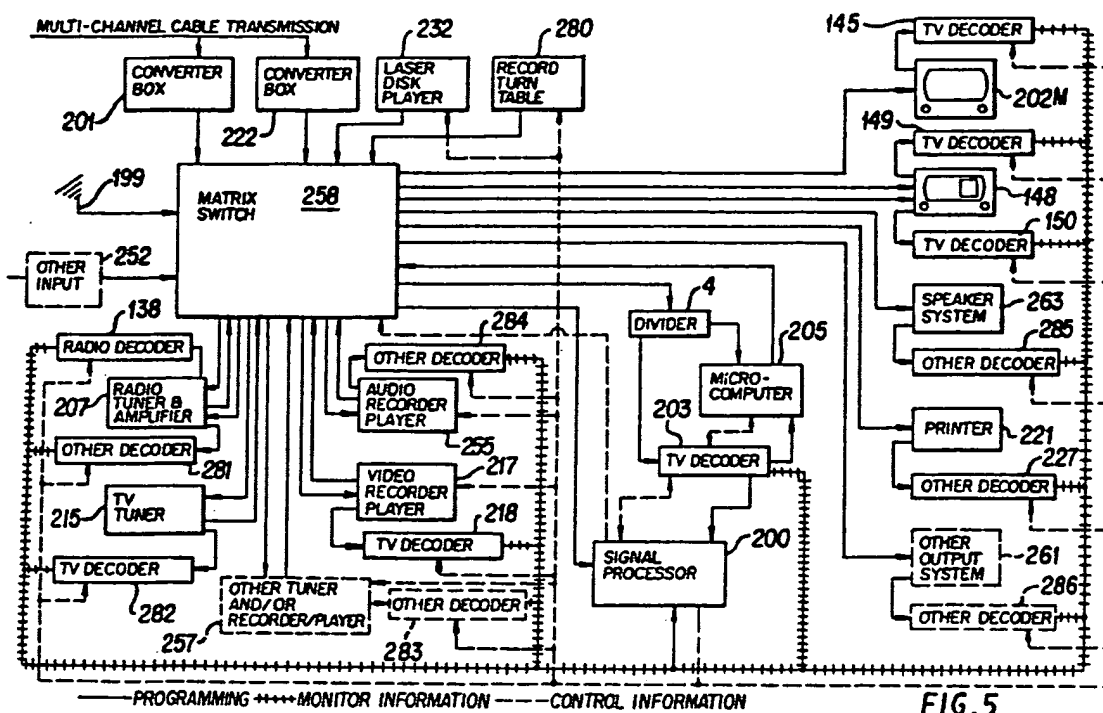 MULTI-CHANNEL CABLE TRANSMISSION
CONVERTER
BOX
201
CONVERTER
BOX
222
232
LASER
DISK
PLAYER
280
RECORD
TURN
TABLE
145
TV DECODER
202M
149
TV DECODER
148
150
TV DECODER
199
MATRIX
SWITCH
258
252
OTHER
INPUT
138
RADIO DECODER
207
RADIO
TUNER &
AMPLIFIER
OTHER DECODER
281
215
TV
TUNER
TV DECODER
282
284
OTHER DECODER
AUDIO
RECORDER
PLAYER
255
VIDEO
RECORDER
PLAYER
217
218
TV DECODER
OTHER TUNER
AND/OR
RECORDER/PLAYER
257
OTHER DECODER
283
4
DIVIDER
205
MICRO-
COMPUTER
203
TV DECODER
SIGNAL
PROCESSOR
200
SPEAKER
SYSTEM
263
285
OTHER DECODER
PRINTER
221
227
OTHER DECODER
OTHER
OUTPUT
SYSTEM
261
286
OTHER DECODER
PROGRAMMING
MONITOR INFORMATION
CONTROL INFORMATION
FIG. 5